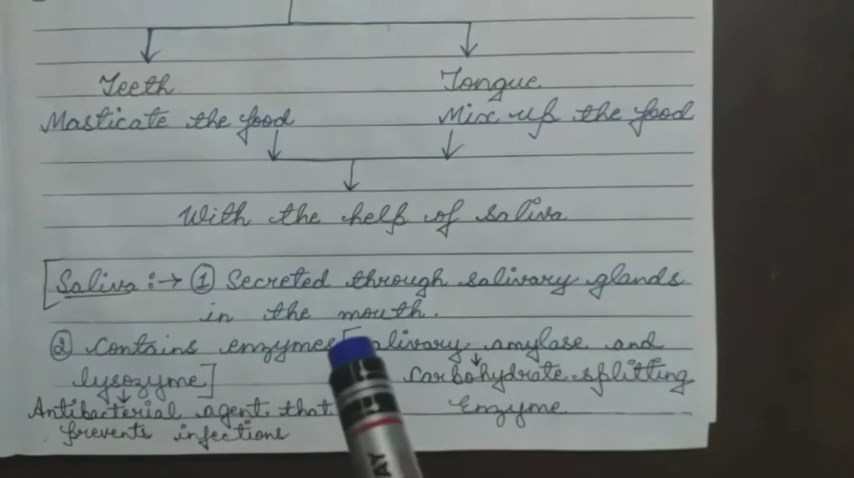 Teeth Tongue
Masticate the food Mix up the food
With the help of saliva
Saliva :→ ① Secreted through salivary glands
in the mouth.
② Contains enzymes [ alivary amylase and
lysozyme] Carbohydrate splitting
Antibacterial agent that Enzyme
prevents infections
AY